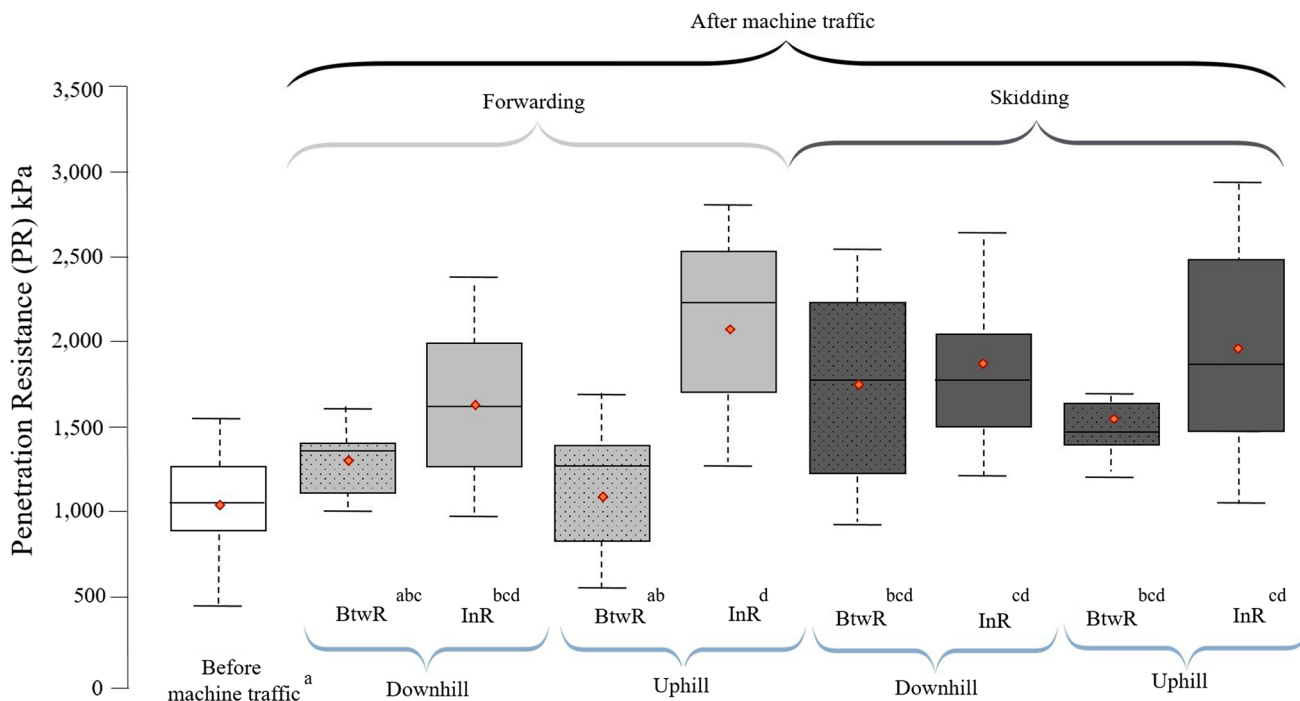 After machine traffic
Forwarding
Skidding
Penetration Resistance (PR) kPa
3,500
3,000
2,500
2,000
1,500
1,000
500
0
BtwR abc
InR bcd
BtwR ab
InR d
BtwR bcd
InR cd
BtwR bcd
InR cd
Before
machine traffic a
Downhill
Uphill
Downhill
Uphill